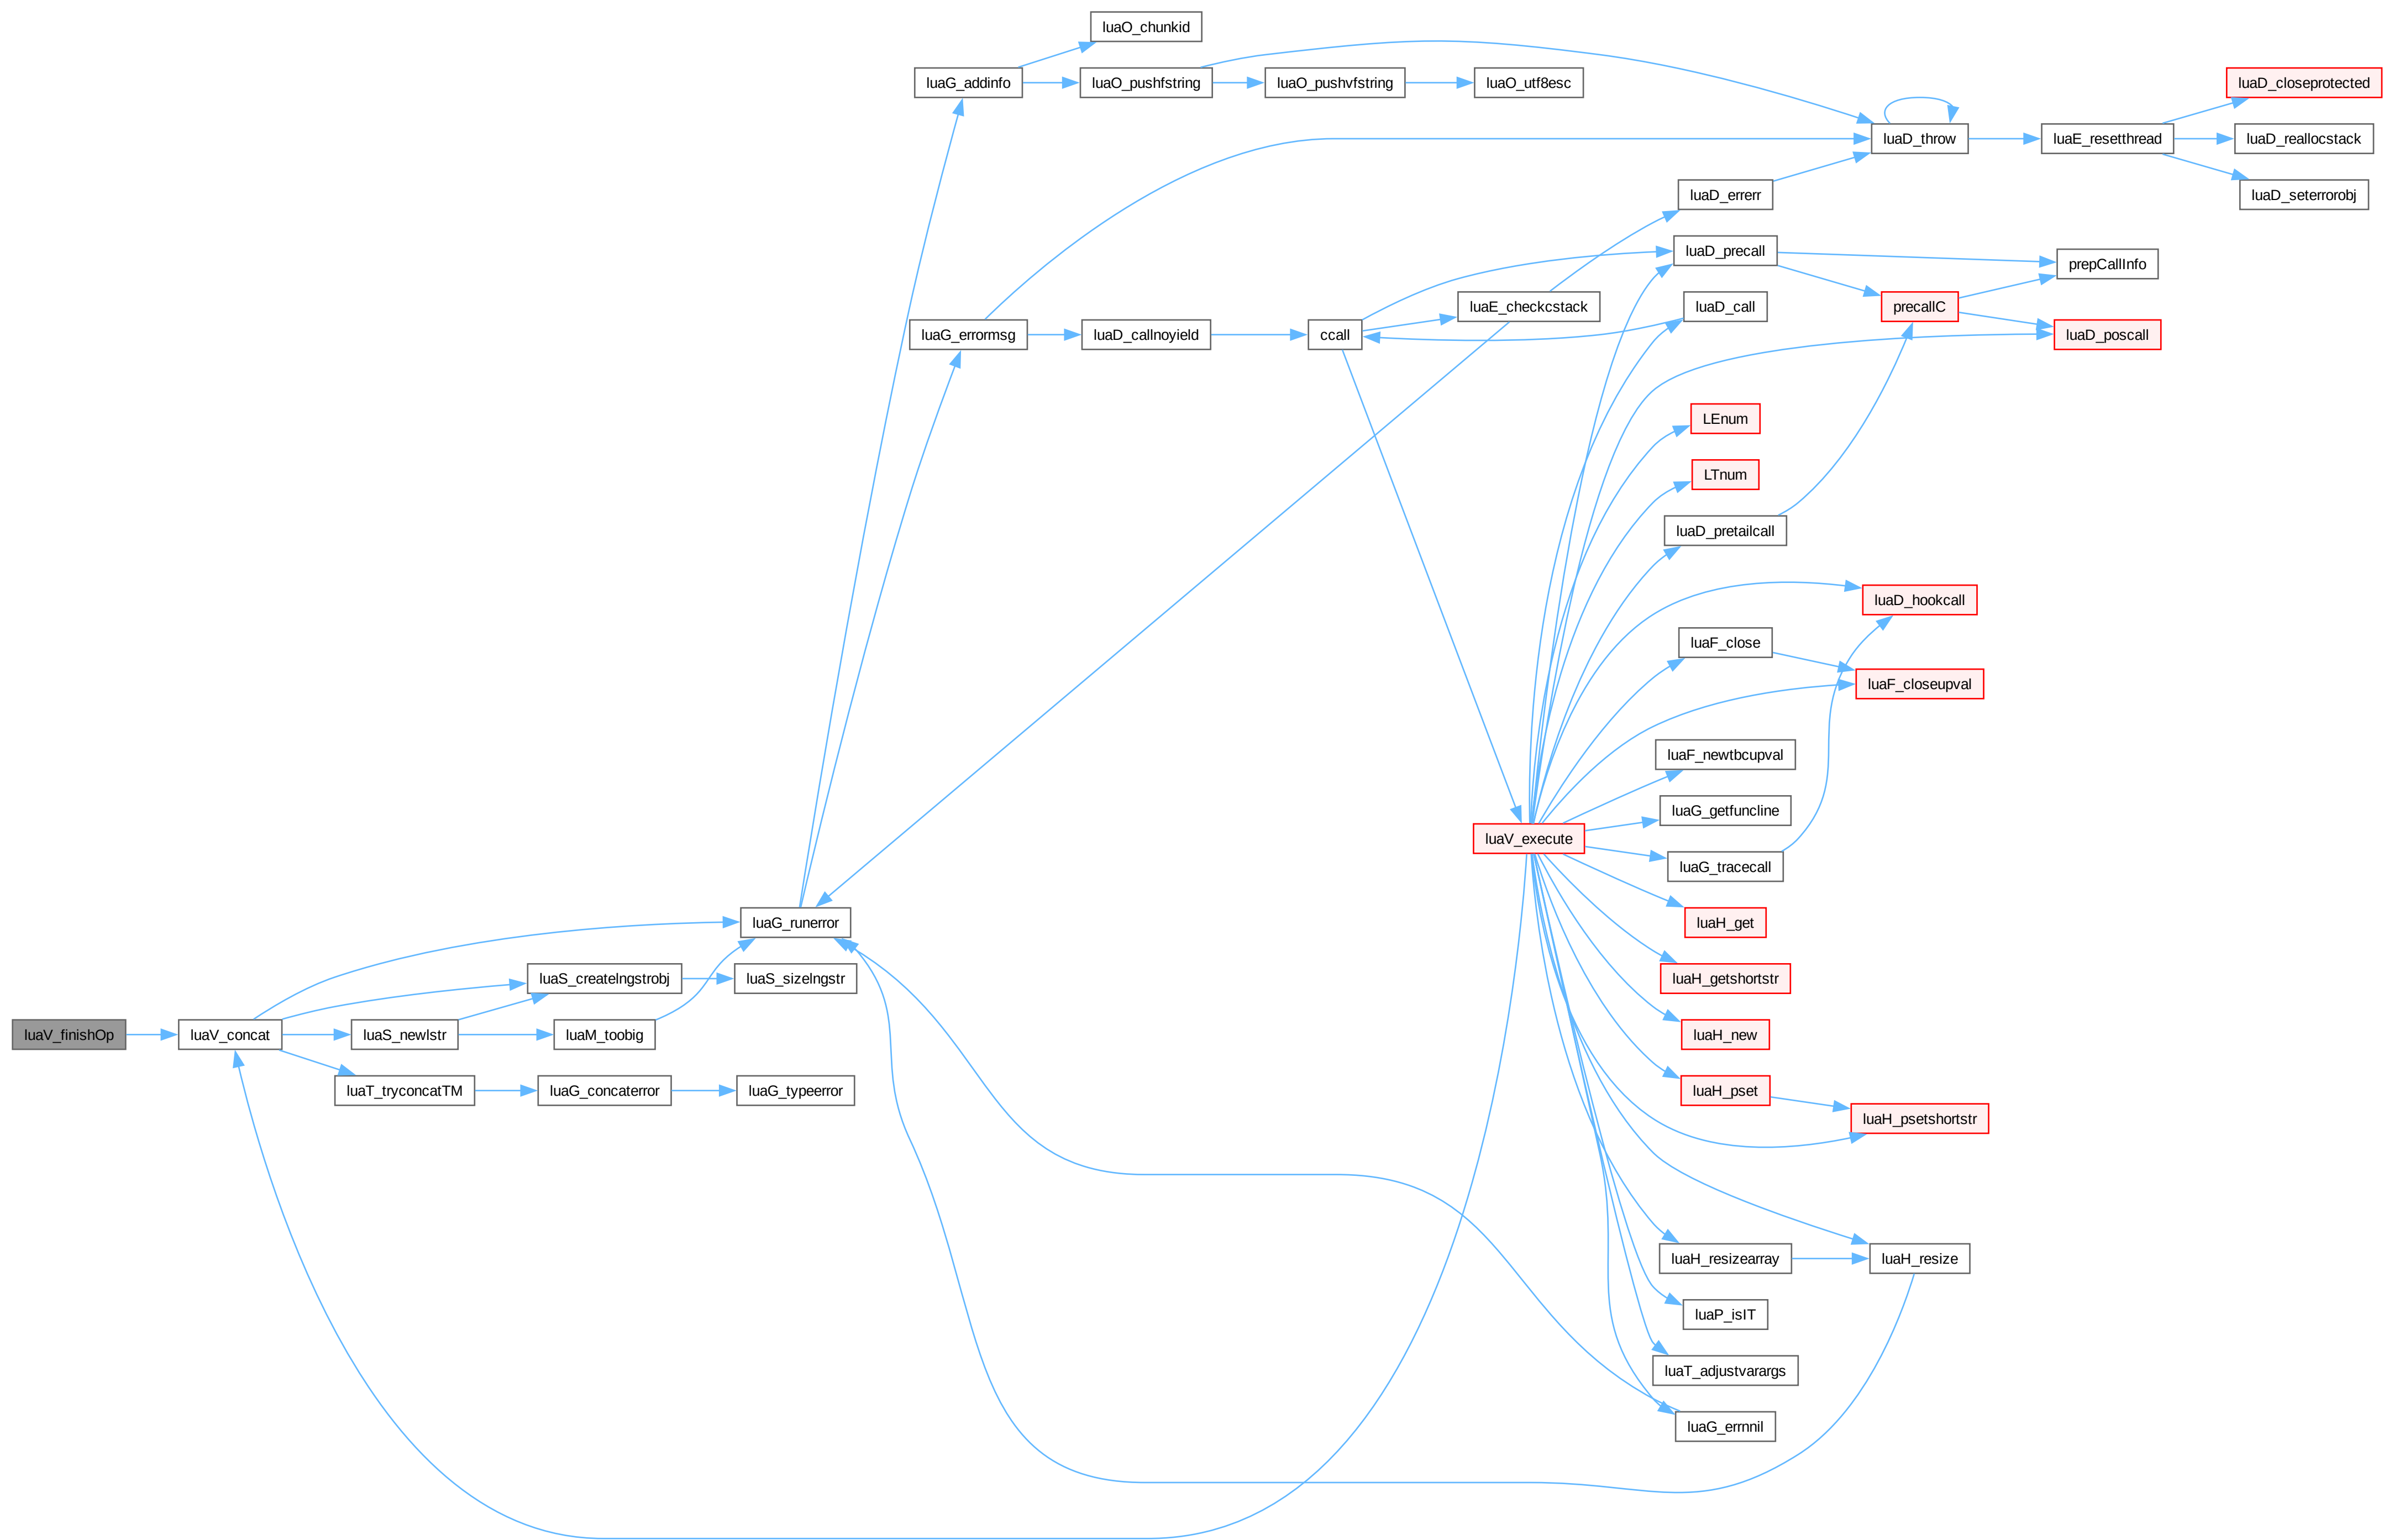 luaO_chunkid
luaG_addinfo
luaO_pushfstring
luaO_pushvfstring
luaO_utf8esc
luaD_closeprotected
luaD_throw
luaE_resetthread
luaD_reallocstack
luaD_errerr
luaD_seterrorobj
luaD_precall
prepCallInfo
luaE_checkcstack
luaD_call
precallC
luaG_errormsg
luaD_callnoyield
ccall
luaD_poscall
LEnum
LTnum
luaD_pretailcall
luaD_hookcall
luaF_close
luaF_closeupval
luaF_newtbcupval
luaG_getfuncline
luaV_execute
luaG_tracecall
luaG_runerror
luaH_get
luaS_createlngstrobj
luaS_sizelngstr
luaH_getshortstr
luaV_finishOp
luaV_concat
luaS_newlstr
luaM_toobig
luaH_new
luaT_tryconcatTM
luaG_concaterror
luaG_typeerror
luaH_pset
luaH_psetshortstr
luaH_resizearray
luaH_resize
luaP_isIT
luaT_adjustvarargs
luaG_errnnil